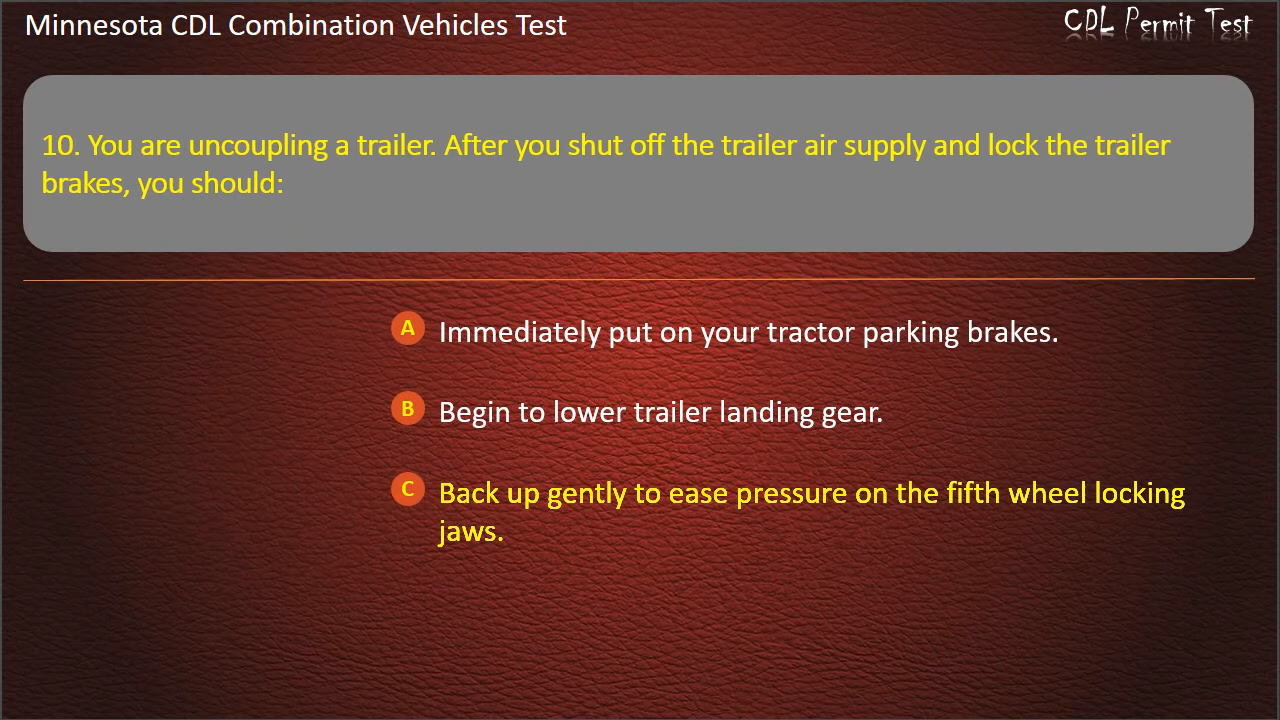 Minnesota CDL Combination Vehicles Test
CDL Permit Test
10. You are uncoupling a trailer. After you shut off the trailer air supply and lock the trailer
brakes, you should:
A Immediately put on your tractor parking brakes.
B Begin to lower trailer landing gear.
C Back up gently to ease pressure on the fifth wheel locking
jaws.